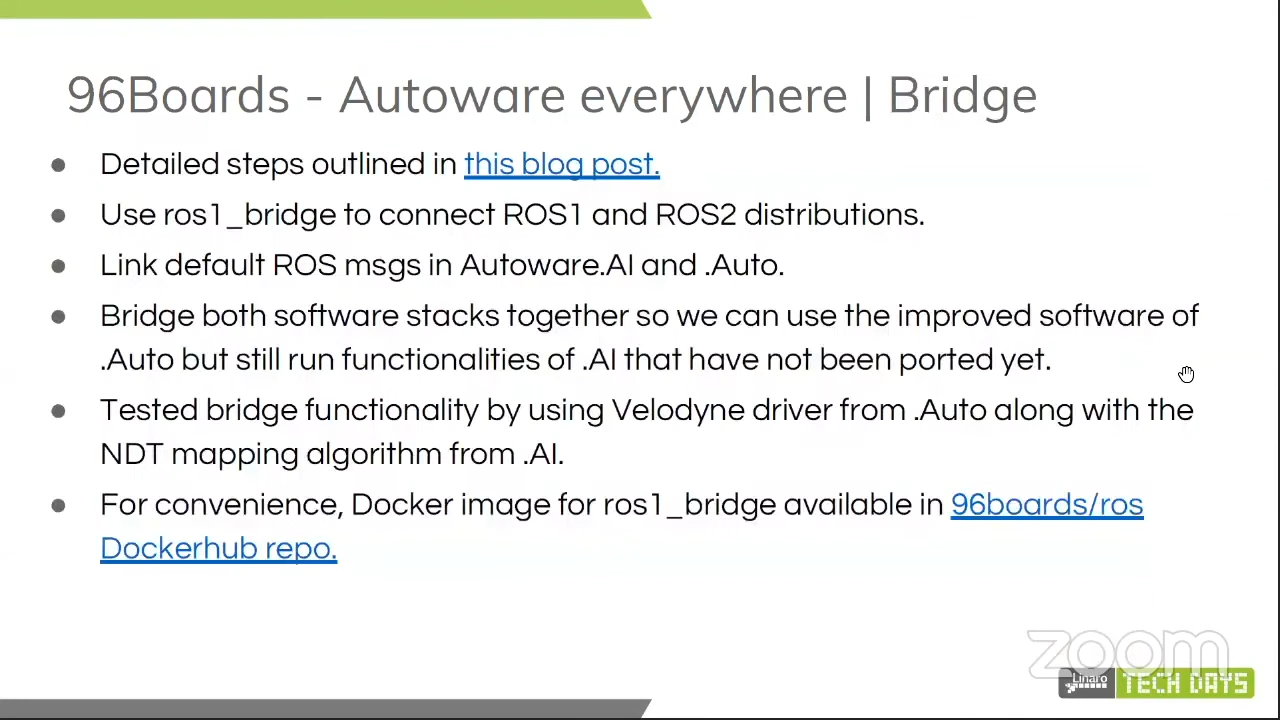 96Boards - Autoware everywhere | Bridge
● Detailed steps outlined in this blog post.
● Use ros1_bridge to connect ROS1 and ROS2 distributions.
● Link default ROS msgs in Autoware.AI and .Auto.
● Bridge both software stacks together so we can use the improved software of
.Auto but still run functionalities of .AI that have not been ported yet.
● Tested bridge functionality by using Velodyne driver from .Auto along with the
NDT mapping algorithm from .AI.
● For convenience, Docker image for ros1_bridge available in 96boards/ros
Dockerhub repo.
zoom
Linaro TECH DAYS